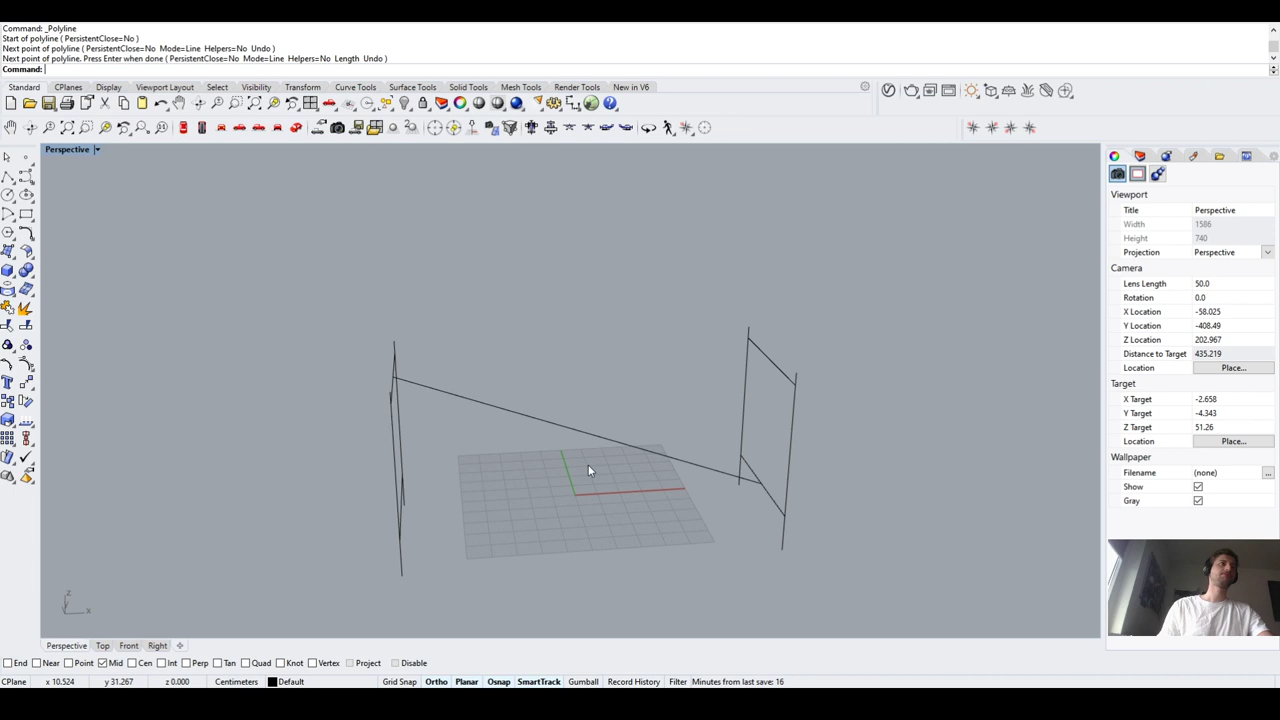 Command: _Polyline
Start of polyline ( PersistentClose=No )
Next point of polyline ( PersistentClose=No Mode=Line Helpers=No Undo )
Next point of polyline. Press Enter when done ( PersistentClose=No Mode=Line Helpers=No Length Undo )
Command:
Standard CPlanes Display Viewport Layout Select Visibility Transform Curve Tools Surface Tools Solid Tools Mesh Tools Render Tools New in V6
Perspective
Viewport
Title Perspective
Width 1586
Height 740
Projection Perspective
Camera
Lens Length 50.0
Rotation 0.0
X Location -58.025
Y Location -408.49
Z Location 202.967
Distance to Target 435.219
Location Place...
Target
X Target -2.658
Y Target -4.343
Z Target 51.26
Location Place...
Wallpaper
Filename (none) ...
Show
Gray
z
y
x
Perspective Top Front Right
End Near Point Mid Cen Int Perp Tan Quad Knot Vertex Project Disable
CPlane x 10.524 y 31.267 z 0.000 Centimeters Default Grid Snap Ortho Planar Osnap SmartTrack Gumball Record History Filter Minutes from last save: 16